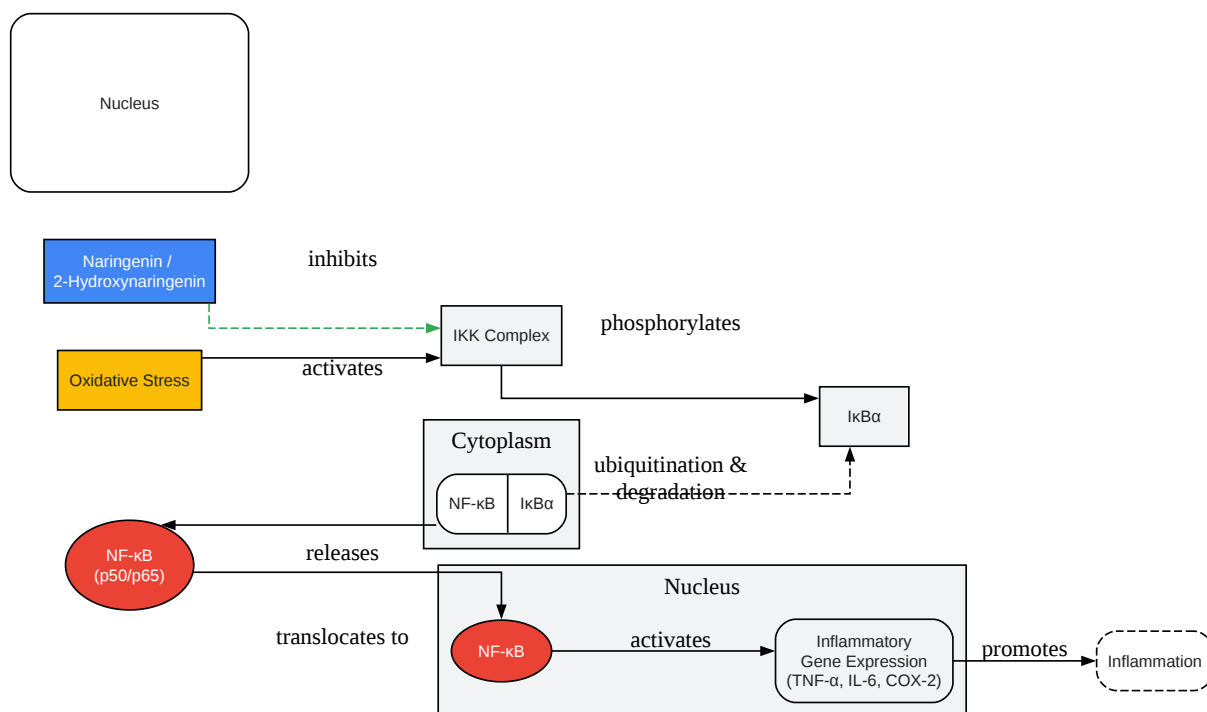 Nucleus
Naringenin /
2-Hydroxynaringenin
inhibits
IKK Complex
phosphorylates
Oxidative Stress
activates
IκBα
Cytoplasm
NF-κB
IκBα
ubiquitination &
degradation
NF-κB
(p50/p65)
releases
Nucleus
translocates to
NF-κB
activates
Inflammatory
Gene Expression
(TNF-α, IL-6, COX-2)
promotes
Inflammation